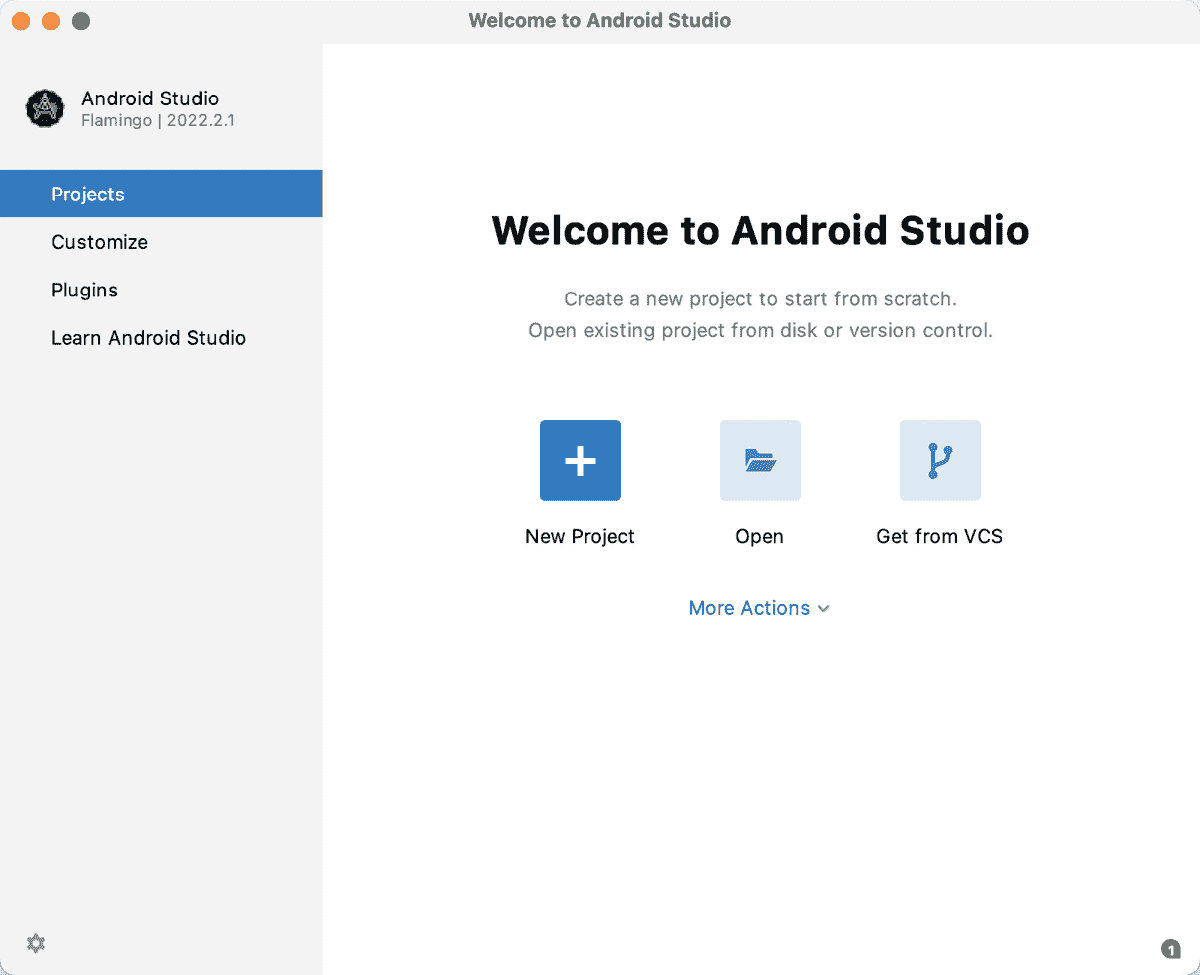 Welcome to Android Studio
Android Studio
Flamingo | 2022.2.1
Projects
Customize
Plugins
Learn Android Studio
Welcome to Android Studio
Create a new project to start from scratch.
Open existing project from disk or version control.
New Project
Open
Get from VCS
More Actions
1